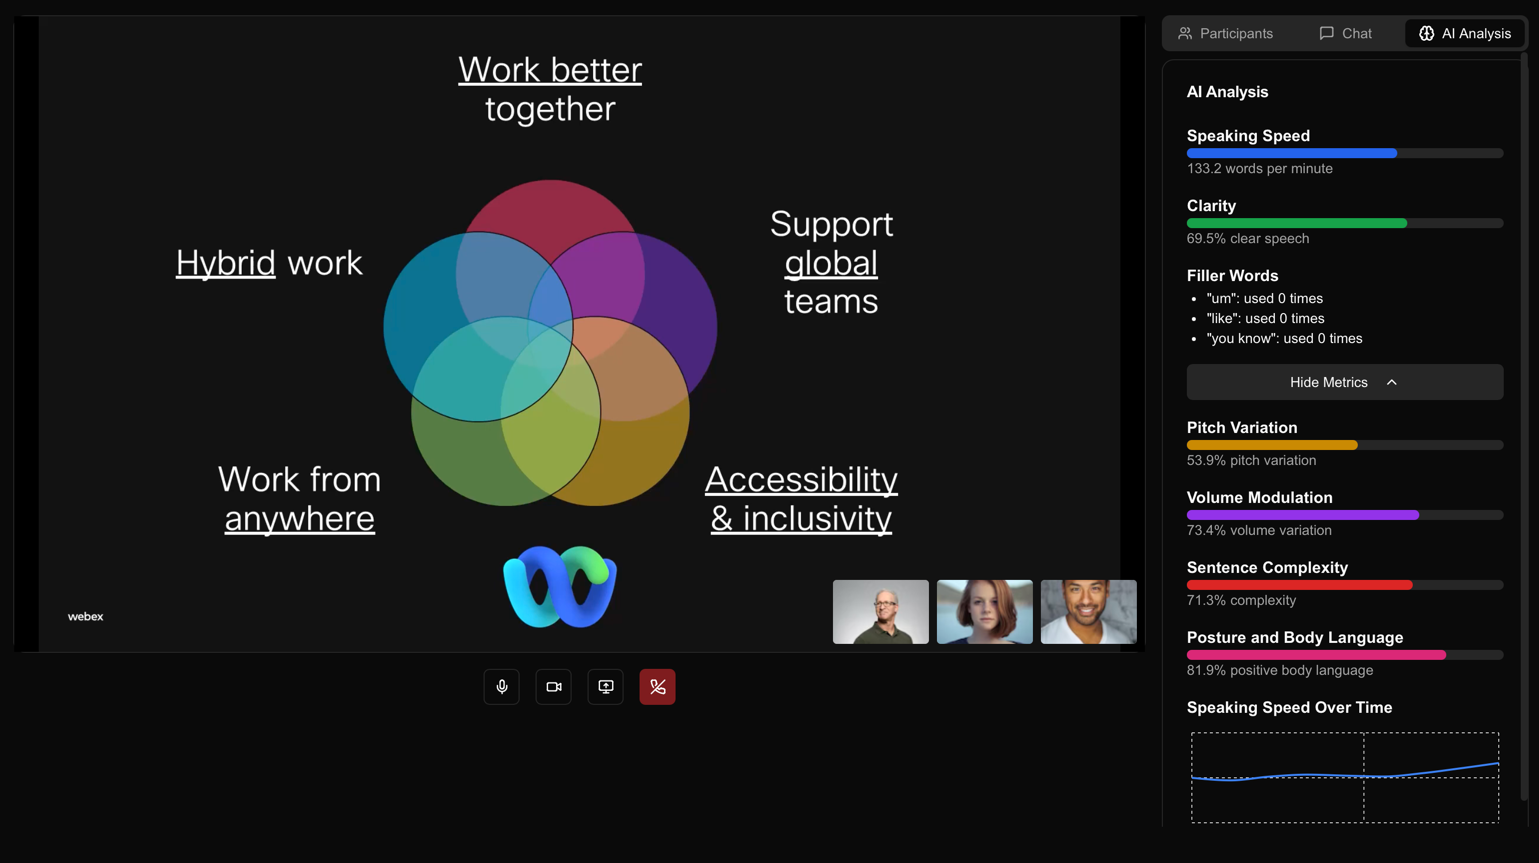 Work better
together
Hybrid work
Support
global
teams
Work from
anywhere
Accessibility
& inclusivity
webex
Participants
Chat
AI Analysis
AI Analysis
Speaking Speed
133.2 words per minute
Clarity
69.5% clear speech
Filler Words
• "um": used 0 times
• "like": used 0 times
• "you know": used 0 times
Hide Metrics
Pitch Variation
53.9% pitch variation
Volume Modulation
73.4% volume variation
Sentence Complexity
71.3% complexity
Posture and Body Language
81.9% positive body language
Speaking Speed Over Time